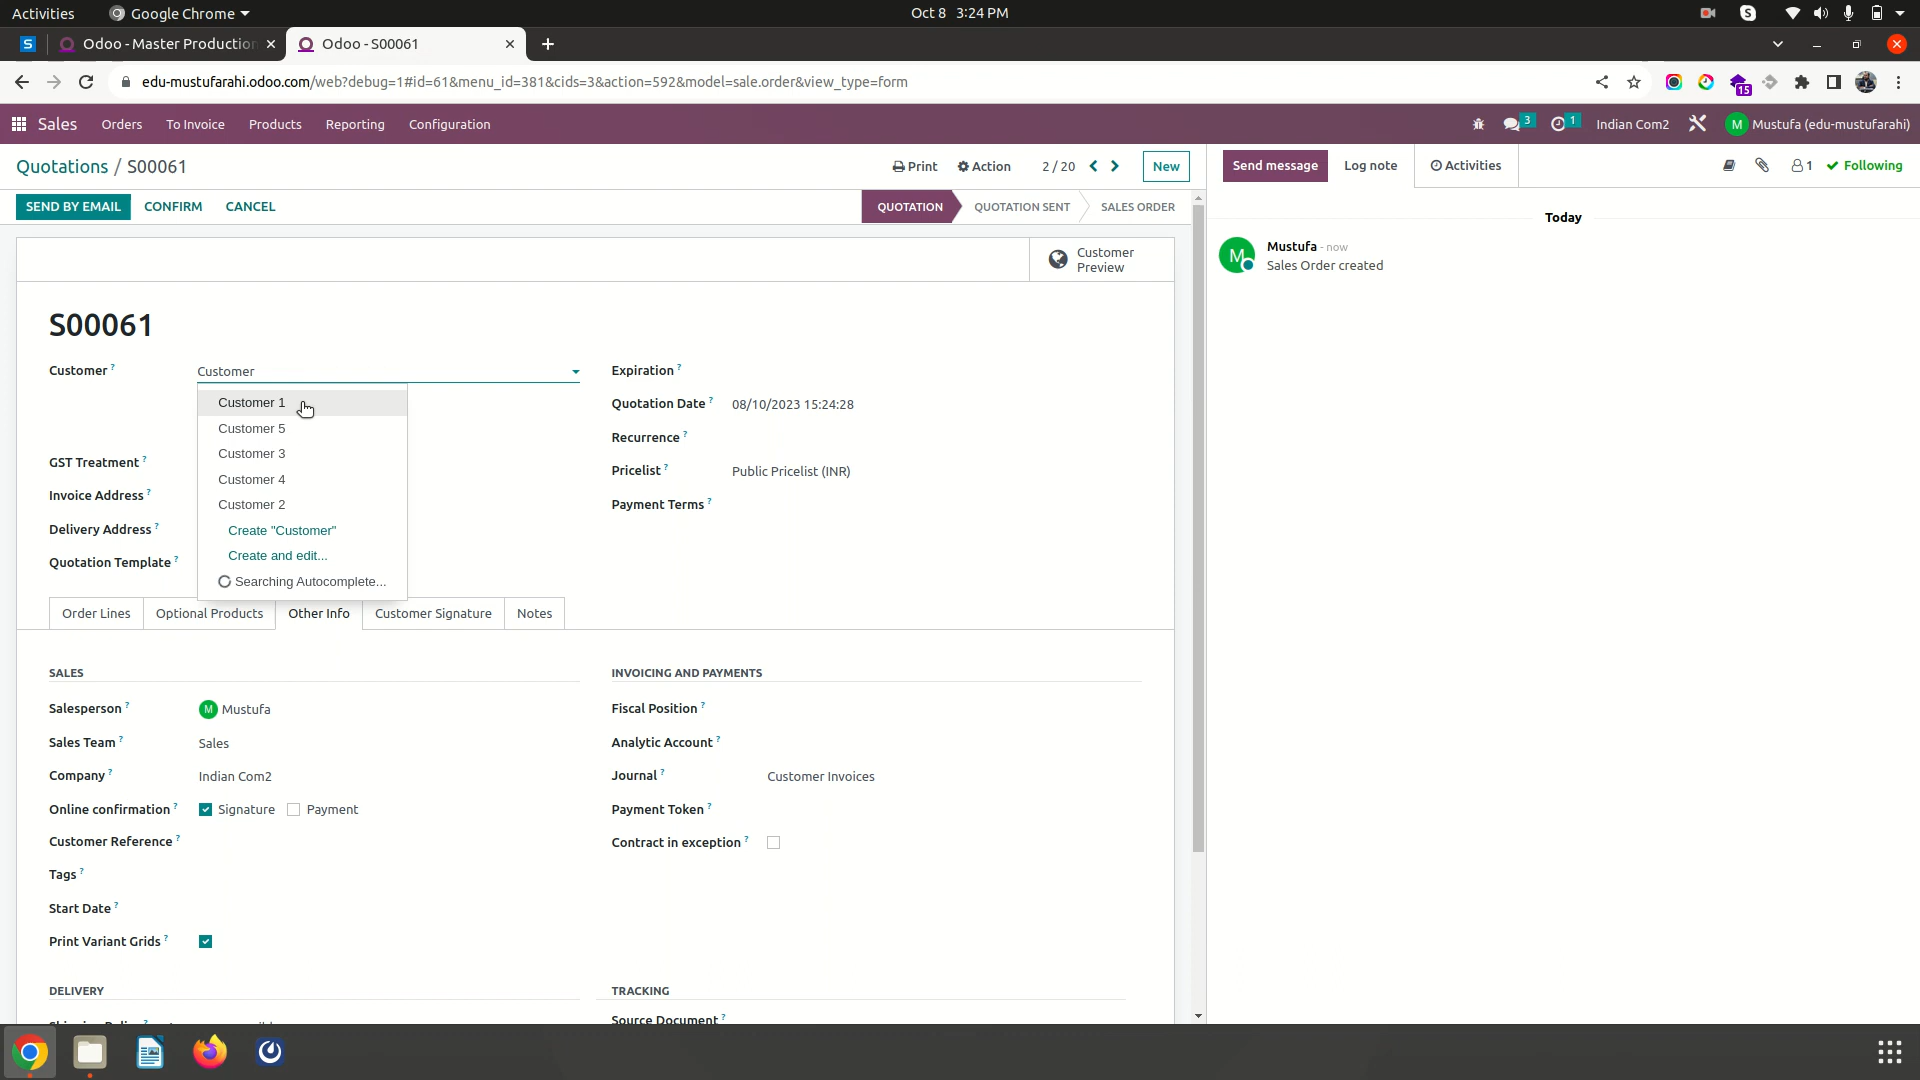 Activities
Google Chrome
Oct 8 3:24 PM
S
Odoo - Master Production
Odoo - S00061
edu-mustufarahi.odoo.com/web?debug=1#id=61&menu_id=381&cids=3&action=592&model=sale.order&view_type=form
15
Sales
Orders
To Invoice
Products
Reporting
Configuration
3
1
Indian Com2
M
Mustufa (edu-mustufarahi)
Quotations / S00061
Print
Action
2 / 20
New
Send message
Log note
Activities
1
Following
SEND BY EMAIL
CONFIRM
CANCEL
QUOTATION
QUOTATION SENT
SALES ORDER
Today
Customer
Preview
M
Mustufa - now
Sales Order created
S00061
Customer ?
Customer
Customer 1
Customer 5
Customer 3
Customer 4
Customer 2
Create "Customer"
Create and edit...
Searching Autocomplete...
GST Treatment ?
Invoice Address ?
Delivery Address ?
Quotation Template ?
Expiration ?
Quotation Date ? 08/10/2023 15:24:28
Recurrence ?
Pricelist ? Public Pricelist (INR)
Payment Terms ?
Order Lines
Optional Products
Other Info
Customer Signature
Notes
SALES
Salesperson ? M Mustufa
Sales Team ? Sales
Company ? Indian Com2
Online confirmation ? Signature Payment
Customer Reference ?
Tags ?
Start Date ?
Print Variant Grids ?
INVOICING AND PAYMENTS
Fiscal Position ?
Analytic Account ?
Journal ? Customer Invoices
Payment Token ?
Contract in exception ?
DELIVERY
TRACKING
Source Document ?